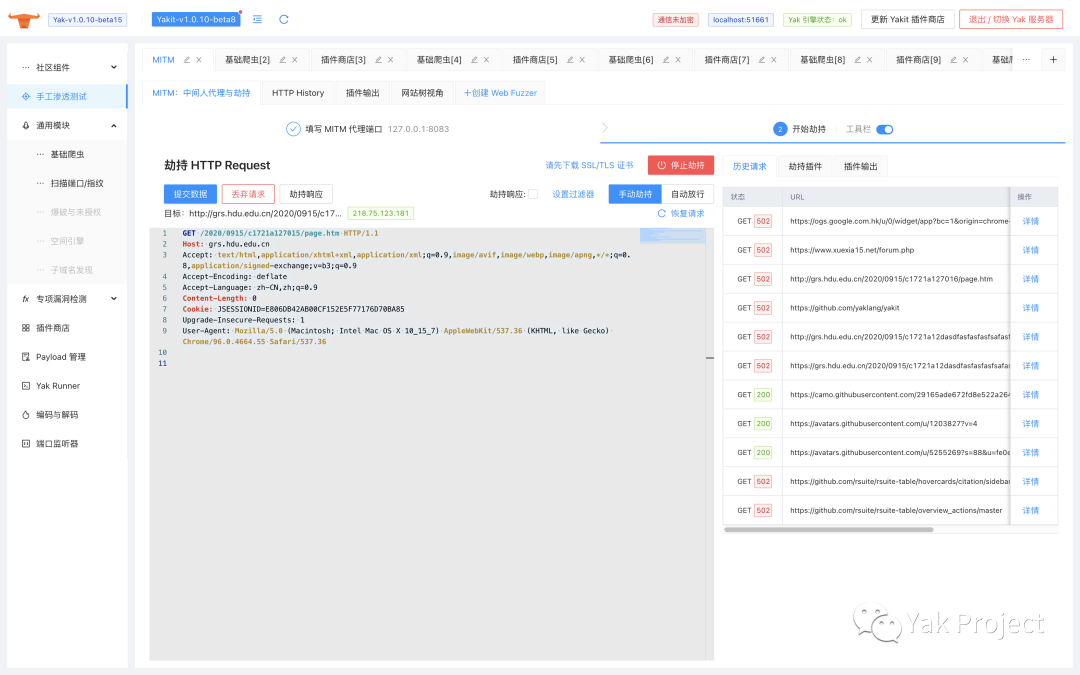 Yak-v1.0.10-beta15
Yakit-v1.0.10-beta8
通信未加密
localhost:51661
Yak 引擎状态：ok
更新 Yakit 插件商店
退出 / 切换 Yak 服务器
社区组件
手工渗透测试
通用模块
基础爬虫
扫描端口/指纹
爆破与未授权
空间引擎
子域名发现
fx 专项漏洞检测
插件商店
Payload 管理
Yak Runner
编码与解码
端口监听器
MITM
基础爬虫[2]
插件商店[3]
基础爬虫[4]
插件商店[5]
基础爬虫[6]
插件商店[7]
基础爬虫[8]
插件商店[9]
基础
MITM：中间人代理与劫持
HTTP History
插件输出
网站树视角
+创建 Web Fuzzer
填写 MITM 代理端口 127.0.0.1:8083
2 开始劫持
工具栏
劫持 HTTP Request
请先下载 SSL/TLS 证书
停止劫持
提交数据
丢弃请求
劫持响应
劫持响应:
设置过滤器
手动劫持
自动放行
目标：http://grs.hdu.edu.cn/2020/0915/c17...
218.75.123.181
恢复请求
1 GET /2020/0915/c1721a127015/page.htm HTTP/1.1
2 Host: grs.hdu.edu.cn
3 Accept: text/html,application/xhtml+xml,application/xml;q=0.9,image/avif,image/webp,image/apng,*/*;q=0.
8,application/signed-exchange;v=b3;q=0.9
4 Accept-Encoding: deflate
5 Accept-Language: zh-CN,zh;q=0.9
6 Content-Length: 0
7 Cookie: JSESSIONID=E806DB42AB00CF152E5F77176D70BA85
8 Upgrade-Insecure-Requests: 1
9 User-Agent: Mozilla/5.0 (Macintosh; Intel Mac OS X 10_15_7) AppleWebKit/537.36 (KHTML, like Gecko)
Chrome/96.0.4664.55 Safari/537.36
10
11
历史请求
劫持插件
插件输出
状态 URL 操作
GET 502 https://ogs.google.com.hk/u/0/widget/app?bc=1&origin=chrome- 详情
GET 502 https://www.xuexia15.net/forum.php 详情
GET 502 http://grs.hdu.edu.cn/2020/0915/c1721a127016/page.htm 详情
GET 502 https://github.com/yaklang/yakit 详情
GET 502 http://grs.hdu.edu.cn/2020/0915/c1721a12dasdfasfasfasfsafasf 详情
GET 502 https://grs.hdu.edu.cn/2020/0915/c1721a12dasdfasfasfasfsafas 详情
GET 200 https://camo.githubusercontent.com/29165ade672fd8e522a264 详情
GET 200 https://avatars.githubusercontent.com/u/1203827?v=4 详情
GET 200 https://avatars.githubusercontent.com/u/5255269?s=88&u=fe0e 详情
GET 502 https://github.com/rsuite/rsuite-table/hovercards/citation/sidebar 详情
GET 502 https://github.com/rsuite/rsuite-table/overview_actions/master 详情
Yak Project